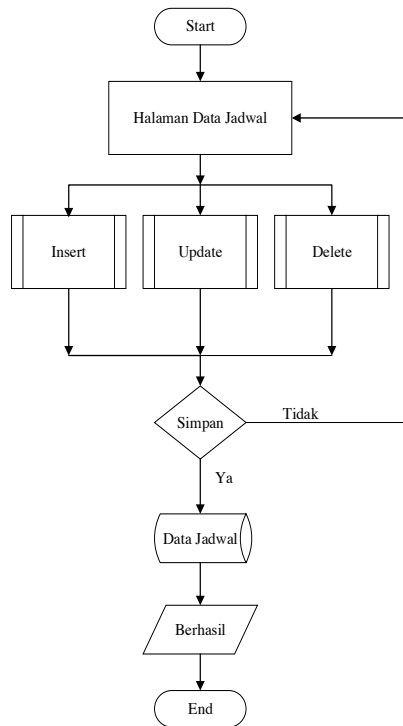 Start
Halaman Data Jadwal
Insert
Update
Delete
Simpan
Tidak
Ya
Data Jadwal
Berhasil
End